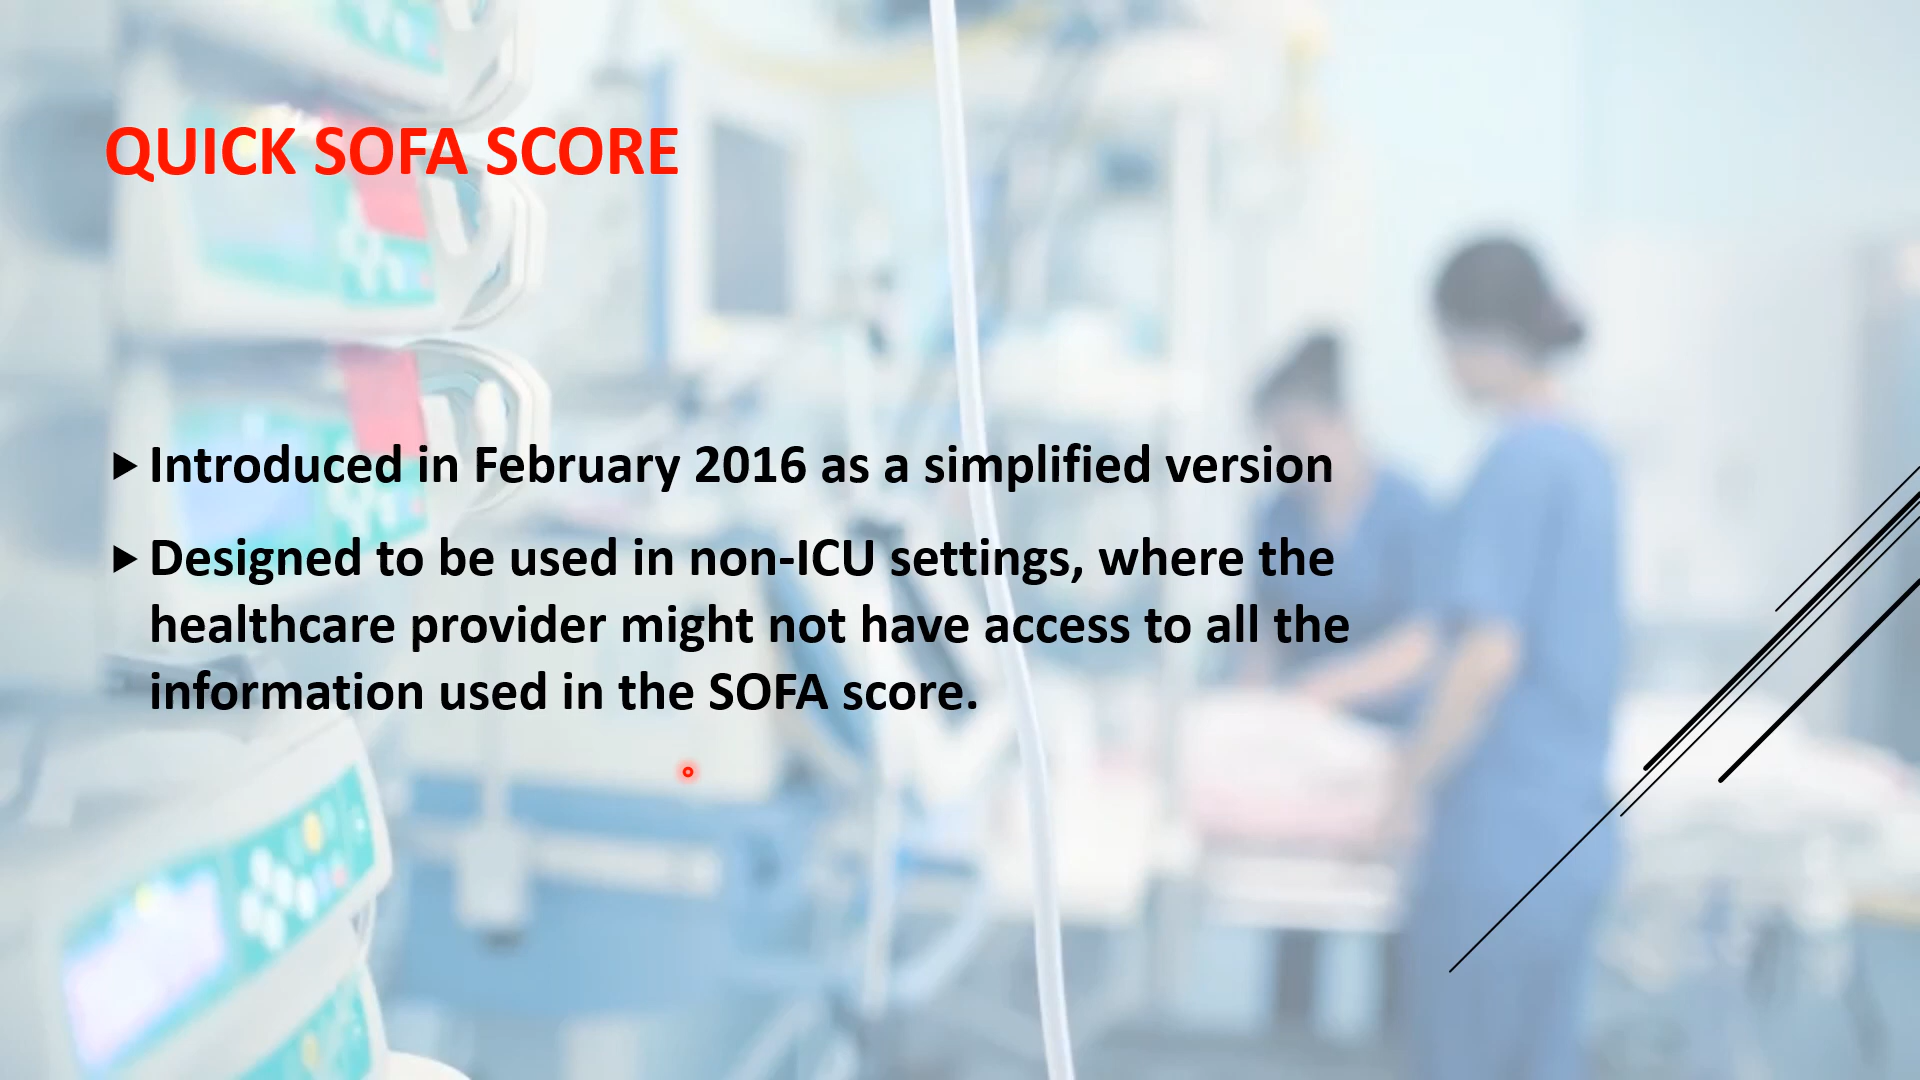 QUICK SOFA SCORE
Introduced in February 2016 as a simplified version
Designed to be used in non-ICU settings, where the
healthcare provider might not have access to all the
information used in the SOFA score.